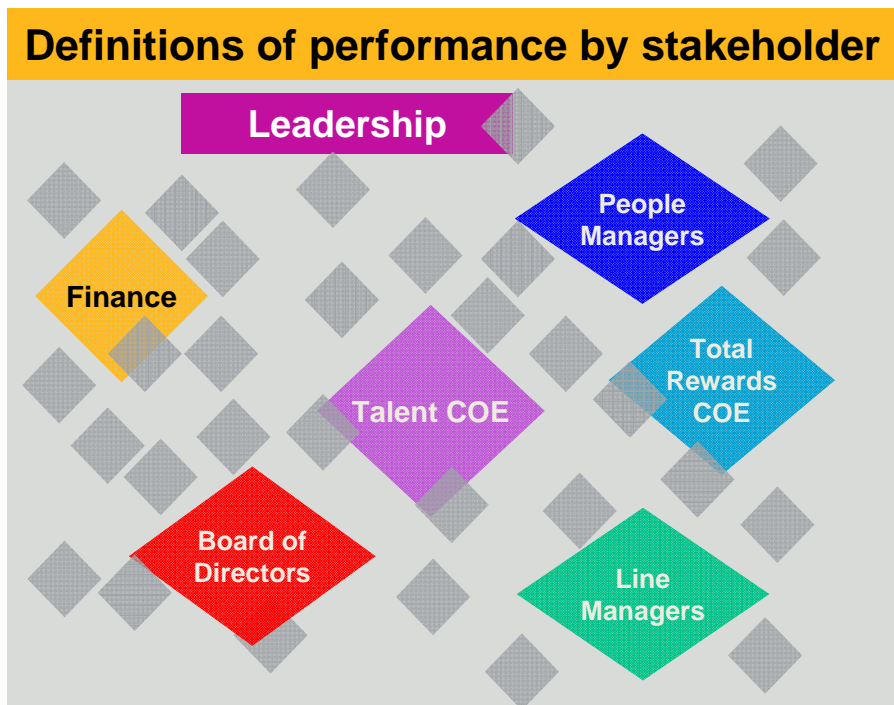 Definitions of performance by stakeholder
Leadership
People
Managers
Finance
Total
Rewards
COE
Talent COE
Board of
Directors
Line
Managers